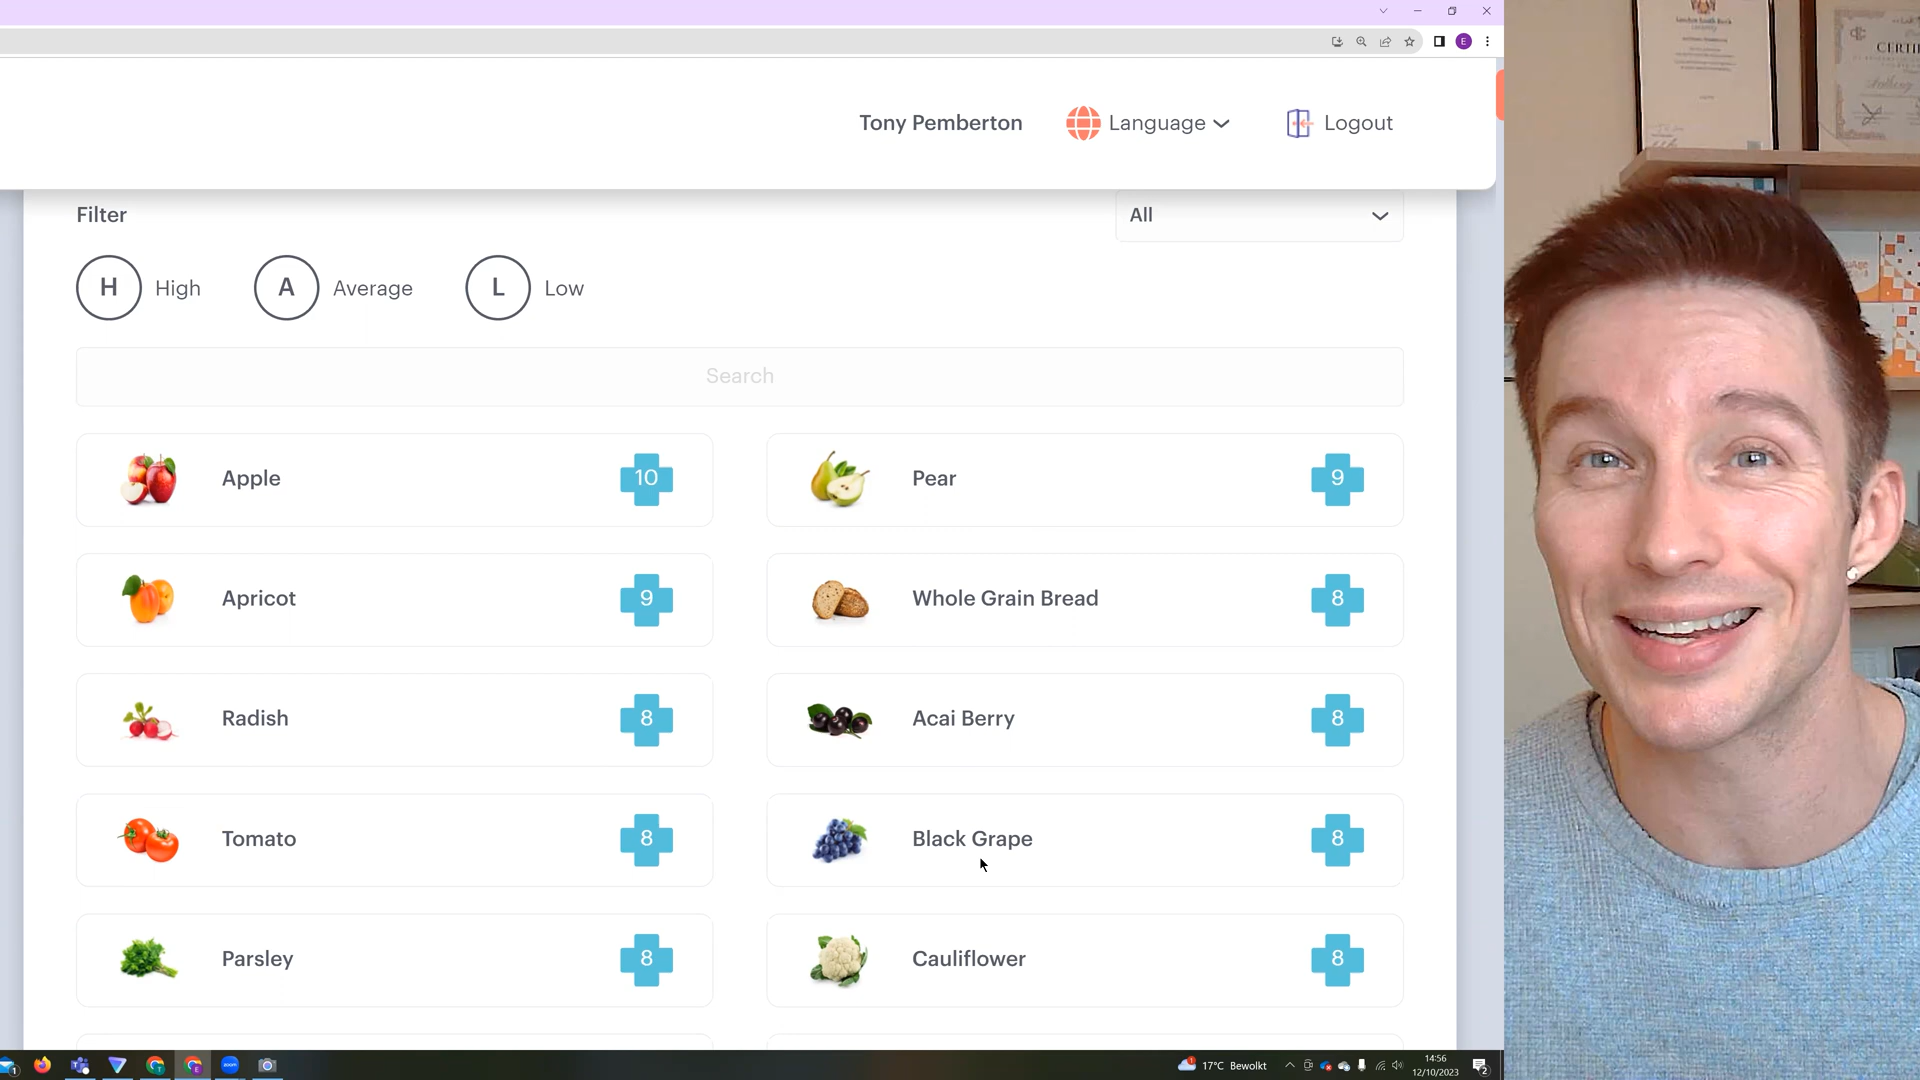 E
Tony Pemberton
Language
Logout
Filter
All
H High
A Average
L Low
Search
Apple 10
Pear 9
Apricot 9
Whole Grain Bread 8
Radish 8
Acai Berry 8
Tomato 8
Black Grape 8
Parsley 8
Cauliflower 8
17°C Bewolkt
14:56
12/10/2023
2